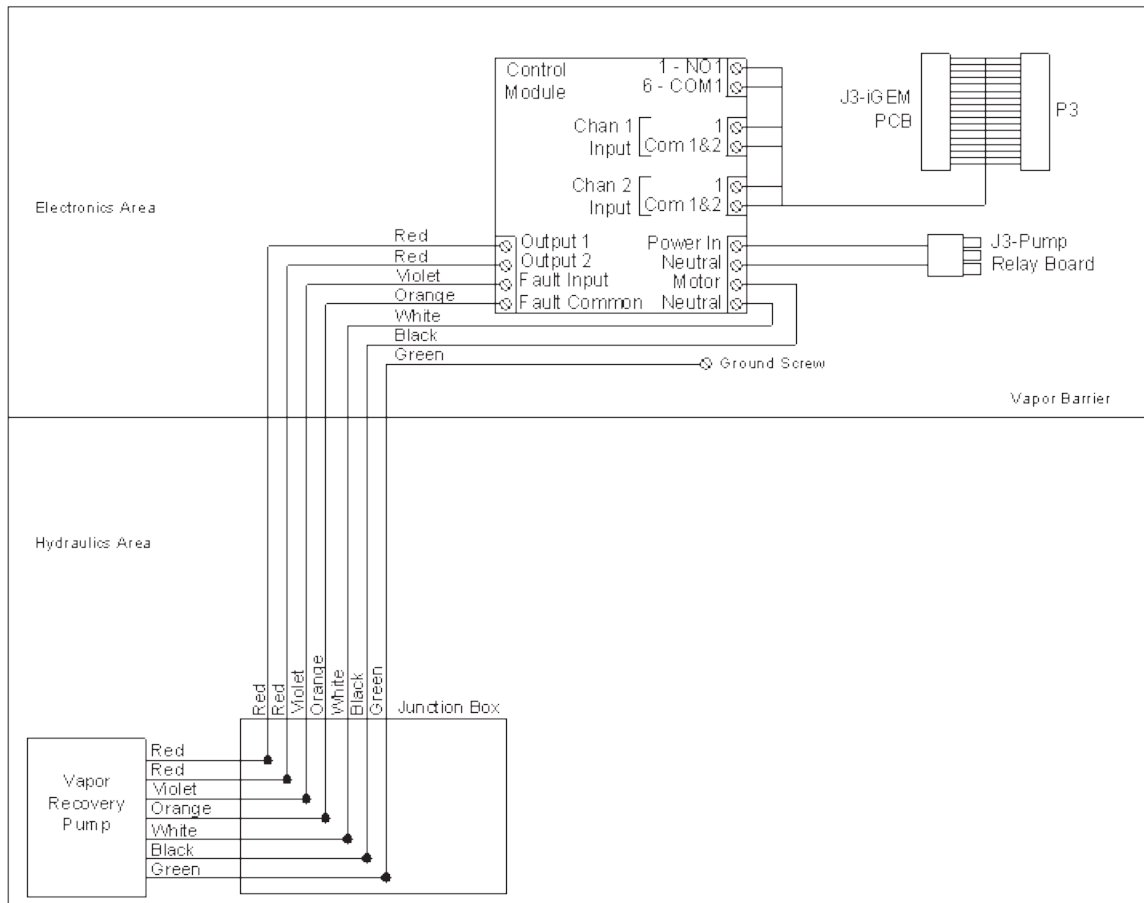 Control
Module
1 - NO1
6 - COM1
Chan 1
Input
1
Com 1&2
Chan 2
Input
1
Com 1&2
J3-iGEM
PCB
P3
Electronics Area
Red
Red
Violet
Orange
White
Black
Green
Output 1
Output 2
Fault Input
Fault Common
Power In
Neutral
Motor
Neutral
J3-Pump
Relay Board
Ground Screw
Vapor Barrier
Hydraulics Area
Red
Red
Violet
Orange
White
Black
Green
Junction Box
Vapor
Recovery
Pump
Red
Red
Violet
Orange
White
Black
Green